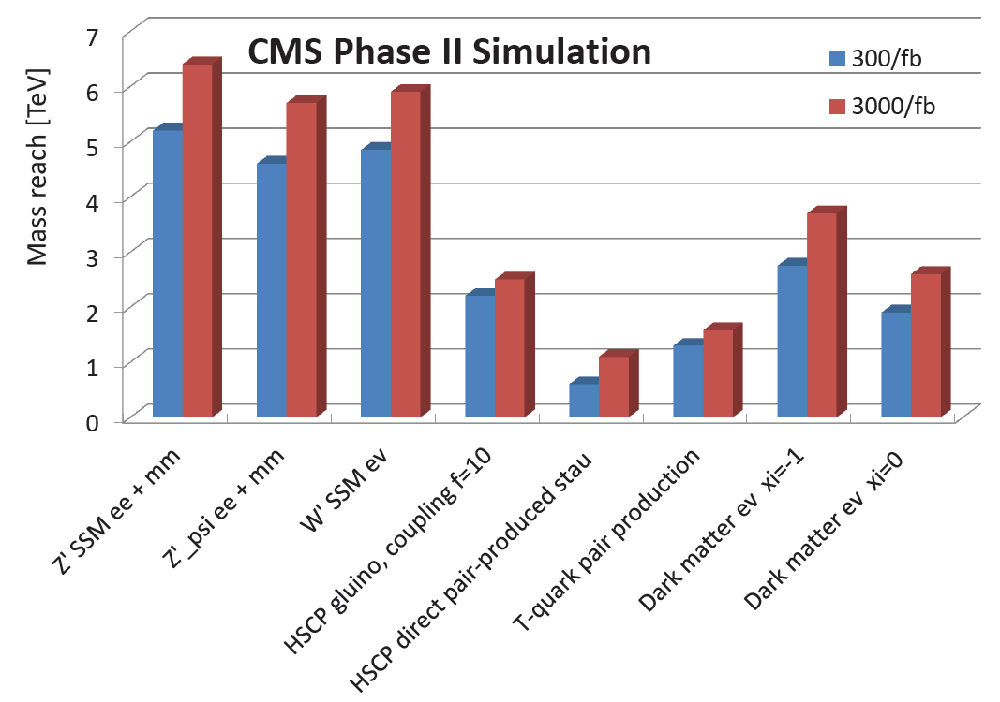 CMS Phase II Simulation
300/fb
3000/fb
Mass reach [TeV]
7
6
5
4
3
2
1
0
Z' SSM ee + mm
Z'_psi ee + mm
W' SSM ev
HSCP gluino, coupling f=10
HSCP direct pair-produced stau
T-quark pair production
Dark matter ev  xi=-1
Dark matter ev  xi=0